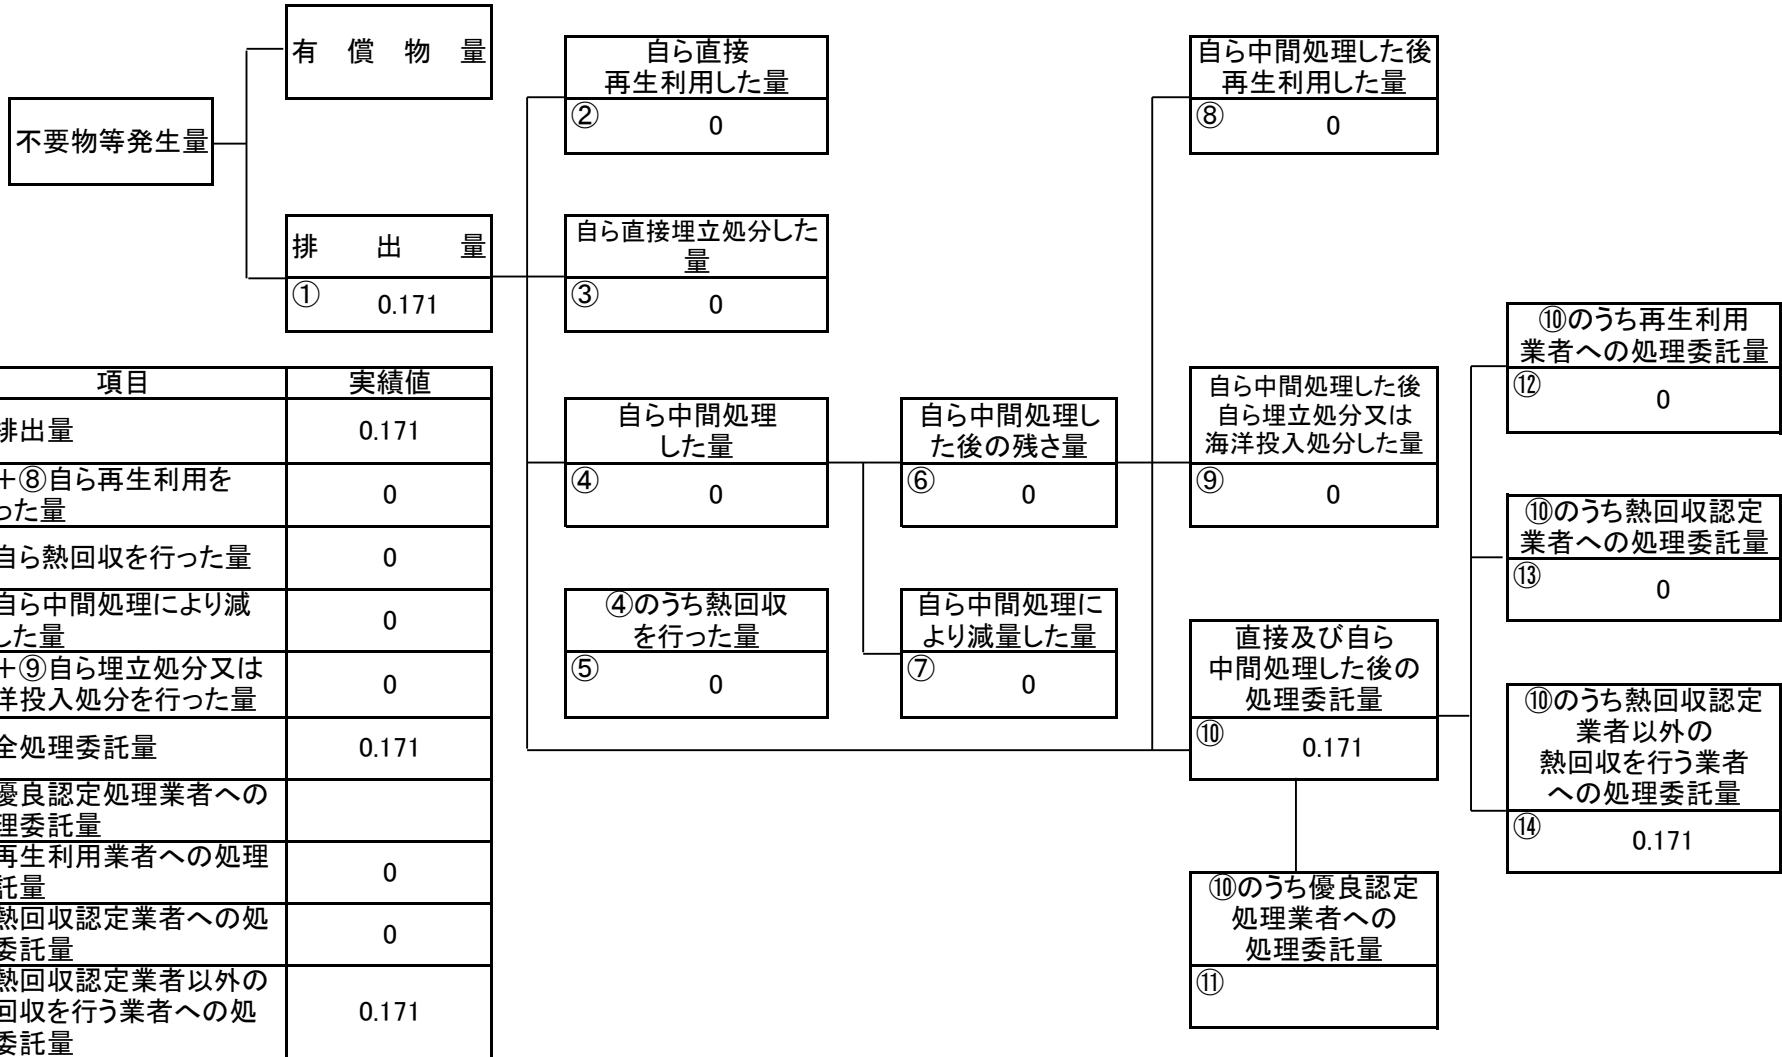 有償物量
不要物等発生量
排出量
① 0.171
自ら直接
再生利用した量
② 0
自ら直接埋立処分した
量
③ 0
自ら中間処理
した量
④ 0
④のうち熱回収
を行った量
⑤ 0
自ら中間処理し
た後の残さ量
⑥ 0
自ら中間処理に
より減量した量
⑦ 0
自ら中間処理した後
再生利用した量
⑧ 0
自ら中間処理した後
自ら埋立処分又は
海洋投入処分した量
⑨ 0
直接及び自ら
中間処理した後の
処理委託量
⑩ 0.171
⑩のうち優良認定
処理業者への
処理委託量
⑪
⑩のうち再生利用
業者への処理委託量
⑫ 0
⑩のうち熱回収認定
業者への処理委託量
⑬ 0
⑩のうち熱回収認定
業者以外の
熱回収を行う業者
への処理委託量
⑭ 0.171
項目 実績値
排出量 0.171
+⑧自ら再生利用を
った量 0
自ら熱回収を行った量 0
自ら中間処理により減
した量 0
+⑨自ら埋立処分又は
洋投入処分を行った量 0
全処理委託量 0.171
優良認定処理業者への
理委託量
再生利用業者への処理
託量 0
熱回収認定業者への処
委託量 0
熱回収認定業者以外の
回収を行う業者への処
委託量 0.171